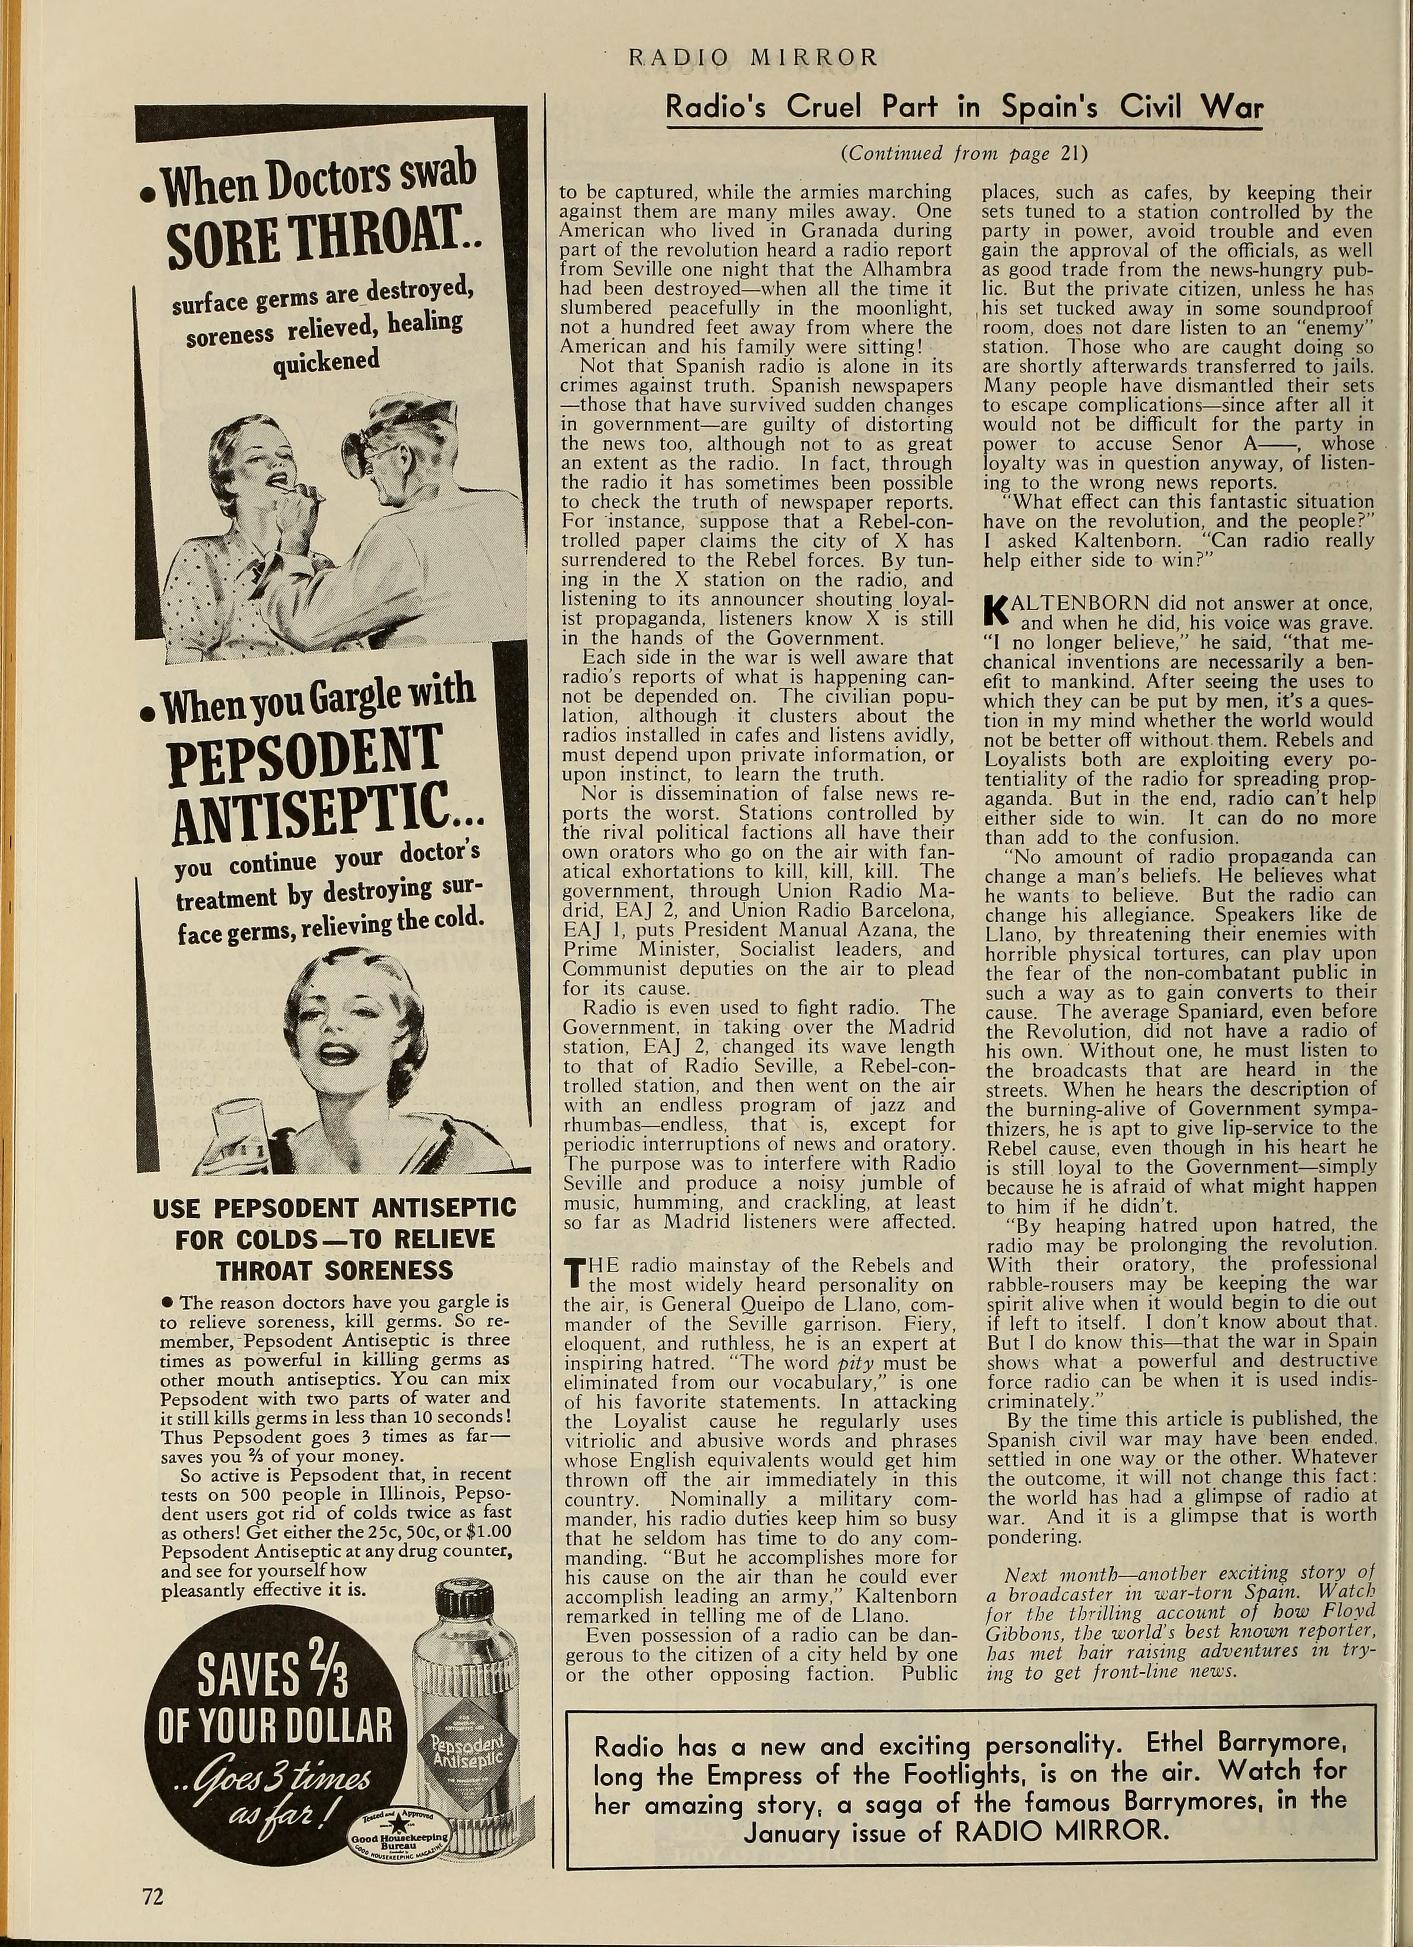 RADIO MIRROR
• When Doctors swab
SORE THROAT..
surface germs are destroyed,
soreness relieved, healing
quickened
• When you Gargle with
PEPSODENT
ANTISEPTIC...
you continue your doctor's
treatment by destroying sur-
face germs, relieving the cold.
USE PEPSODENT ANTISEPTIC
FOR COLDS—TO RELIEVE
THROAT SORENESS
• The reason doctors have you gargle is
to relieve soreness, kill germs. So re-
member, Pepsodent Antiseptic is three
times as powerful in killing germs as
other mouth antiseptics. You can mix
Pepsodent with two parts of water and
it still kills germs in less than 10 seconds!
Thus Pepsodent goes 3 times as far—
saves you ⅔ of your money.
So active is Pepsodent that, in recent
tests on 500 people in Illinois, Pepso-
dent users got rid of colds twice as fast
as others! Get either the 25c, 50c, or $1.00
Pepsodent Antiseptic at any drug counter,
and see for yourself how
pleasantly effective it is.
SAVES ⅔
OF YOUR DOLLAR
..Goes 3 times
as far!
Pepsodent
Antiseptic
Tested and Approved
Good Housekeeping
Bureau
GOOD HOUSEKEEPING MAGAZINE
Radio's Cruel Part in Spain's Civil War
(Continued from page 21)
to be captured, while the armies marching
against them are many miles away. One
American who lived in Granada during
part of the revolution heard a radio report
from Seville one night that the Alhambra
had been destroyed—when all the time it
slumbered peacefully in the moonlight,
not a hundred feet away from where the
American and his family were sitting!
Not that Spanish radio is alone in its
crimes against truth. Spanish newspapers
—those that have survived sudden changes
in government—are guilty of distorting
the news too, although not to as great
an extent as the radio. In fact, through
the radio it has sometimes been possible
to check the truth of newspaper reports.
For instance, suppose that a Rebel-con-
trolled paper claims the city of X has
surrendered to the Rebel forces. By tun-
ing in the X station on the radio, and
listening to its announcer shouting loyal-
ist propaganda, listeners know X is still
in the hands of the Government.
Each side in the war is well aware that
radio's reports of what is happening can-
not be depended on. The civilian popu-
lation, although it clusters about the
radios installed in cafes and listens avidly,
must depend upon private information, or
upon instinct, to learn the truth.
Nor is dissemination of false news re-
ports the worst. Stations controlled by
the rival political factions all have their
own orators who go on the air with fan-
atical exhortations to kill, kill, kill. The
government, through Union Radio Ma-
drid, EAJ 2, and Union Radio Barcelona,
EAJ 1, puts President Manual Azana, the
Prime Minister, Socialist leaders, and
Communist deputies on the air to plead
for its cause.
Radio is even used to fight radio. The
Government, in taking over the Madrid
station, EAJ 2, changed its wave length
to that of Radio Seville, a Rebel-con-
trolled station, and then went on the air
with an endless program of jazz and
rhumbas—endless, that is, except for
periodic interruptions of news and oratory.
The purpose was to interfere with Radio
Seville and produce a noisy jumble of
music, humming, and crackling, at least
so far as Madrid listeners were affected.
THE radio mainstay of the Rebels and
the most widely heard personality on
the air, is General Queipo de Llano, com-
mander of the Seville garrison. Fiery,
eloquent, and ruthless, he is an expert at
inspiring hatred. "The word pity must be
eliminated from our vocabulary," is one
of his favorite statements. In attacking
the Loyalist cause he regularly uses
vitriolic and abusive words and phrases
whose English equivalents would get him
thrown off the air immediately in this
country. Nominally a military com-
mander, his radio duties keep him so busy
that he seldom has time to do any com-
manding. "But he accomplishes more for
his cause on the air than he could ever
accomplish leading an army," Kaltenborn
remarked in telling me of de Llano.
Even possession of a radio can be dan-
gerous to the citizen of a city held by one
or the other opposing faction. Public
places, such as cafes, by keeping their
sets tuned to a station controlled by the
party in power, avoid trouble and even
gain the approval of the officials, as well
as good trade from the news-hungry pub-
lic. But the private citizen, unless he has
his set tucked away in some soundproof
room, does not dare listen to an "enemy"
station. Those who are caught doing so
are shortly afterwards transferred to jails.
Many people have dismantled their sets
to escape complications—since after all it
would not be difficult for the party in
power to accuse Senor A——, whose
loyalty was in question anyway, of listen-
ing to the wrong news reports.
"What effect can this fantastic situation
have on the revolution, and the people?"
I asked Kaltenborn. "Can radio really
help either side to win?"
KALTENBORN did not answer at once,
and when he did, his voice was grave.
"I no longer believe," he said, "that me-
chanical inventions are necessarily a ben-
efit to mankind. After seeing the uses to
which they can be put by men, it's a ques-
tion in my mind whether the world would
not be better off without them. Rebels and
Loyalists both are exploiting every po-
tentiality of the radio for spreading prop-
aganda. But in the end, radio can't help
either side to win. It can do no more
than add to the confusion.
"No amount of radio propaganda can
change a man's beliefs. He believes what
he wants to believe. But the radio can
change his allegiance. Speakers like de
Llano, by threatening their enemies with
horrible physical tortures, can play upon
the fear of the non-combatant public in
such a way as to gain converts to their
cause. The average Spaniard, even before
the Revolution, did not have a radio of
his own. Without one, he must listen to
the broadcasts that are heard in the
streets. When he hears the description of
the burning-alive of Government sympa-
thizers, he is apt to give lip-service to the
Rebel cause, even though in his heart he
is still loyal to the Government—simply
because he is afraid of what might happen
to him if he didn't.
"By heaping hatred upon hatred, the
radio may be prolonging the revolution.
With their oratory, the professional
rabble-rousers may be keeping the war
spirit alive when it would begin to die out
if left to itself. I don't know about that.
But I do know this—that the war in Spain
shows what a powerful and destructive
force radio can be when it is used indis-
criminately."
By the time this article is published, the
Spanish civil war may have been ended,
settled in one way or the other. Whatever
the outcome, it will not change this fact:
the world has had a glimpse of radio at
war. And it is a glimpse that is worth
pondering.
Next month—another exciting story of
a broadcaster in war-torn Spain. Watch
for the thrilling account of how Floyd
Gibbons, the world's best known reporter,
has met hair raising adventures in try-
ing to get front-line news.
Radio has a new and exciting personality. Ethel Barrymore,
long the Empress of the Footlights, is on the air. Watch for
her amazing story, a saga of the famous Barrymores, in the
January issue of RADIO MIRROR.
72